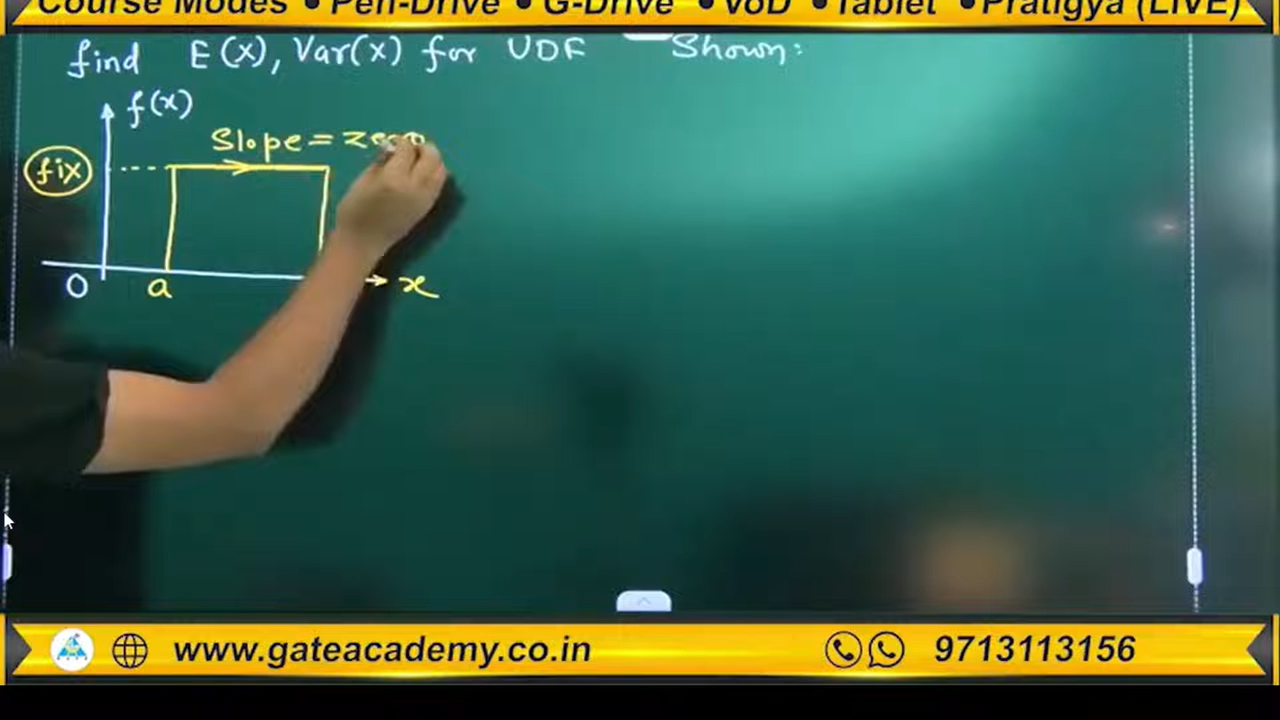 Course Modes • Pen-Drive • G-Drive • VoD • Tablet • Pratigya (LIVE)
find E(x), Var(x) for UDF Shown:
f(x)
Slope = zero
fix
0 a x
www.gateacademy.co.in 9713113156